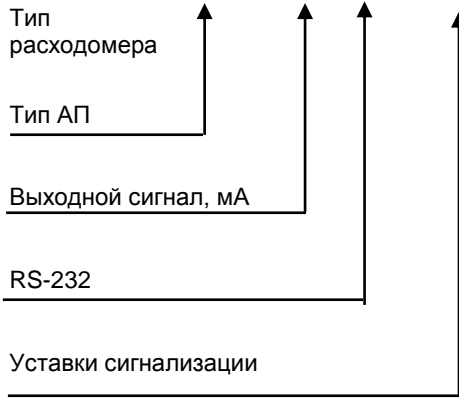 Тип
расходомера
Тип АП
Выходной сигнал, мА
RS-232
Уставки сигнализации